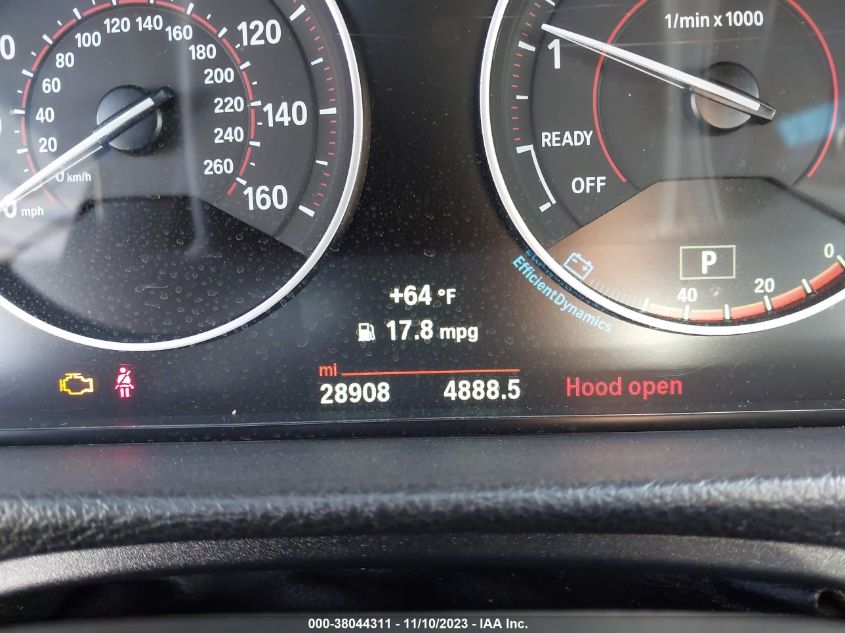 120
140
160
0 mph
20
40
60
80
100
120
140
160
180
200
220
240
260
0 km/h
1/min x 1000
1
READY
OFF
P
EfficientDynamics
40
20
0
+64 °F
17.8 mpg
mi
28908 4888.5
Hood open
000-38044311 - 11/10/2023 - © IAA Inc.